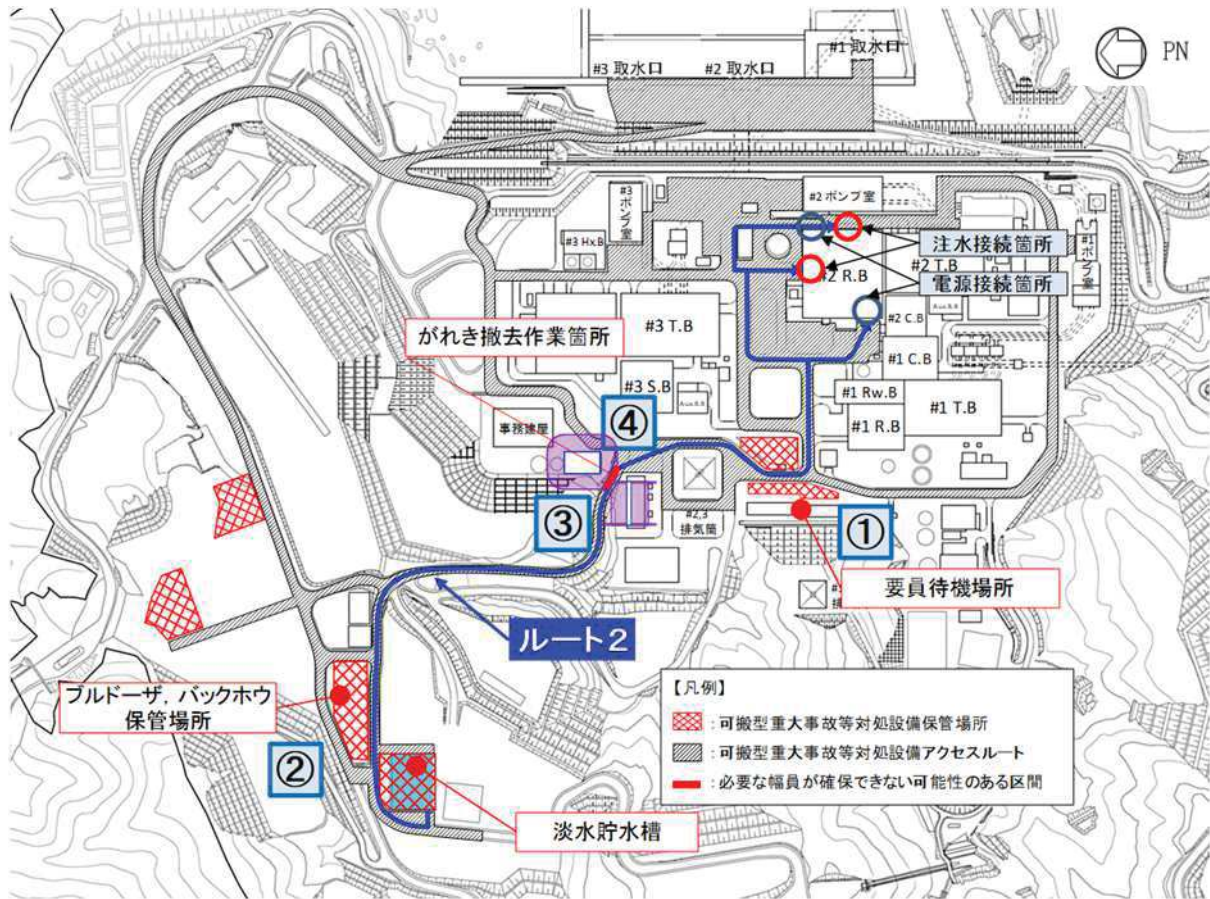 #1 取水口
#3 取水口
#2 取水口
PN
#3ポンプ室
#2 ポンプ室
#1ポンプ室
#3 Hx.B
注水接続箇所
#2 T.B
電源接続箇所
#2 R.B
#2 C.B
#1 C.B
がれき撤去作業箇所
#3 T.B
#3 S.B
#1 Rw.B
#1 T.B
#1 R.B
事務建屋
④
③
#2,3
排気筒
①
要員待機場所
ルート2
ブルドーザ，バックホウ
保管場所
②
淡水貯水槽
【凡例】
：可搬型重大事故等対処設備保管場所
：可搬型重大事故等対処設備アクセスルート
：必要な幅員が確保できない可能性のある区間